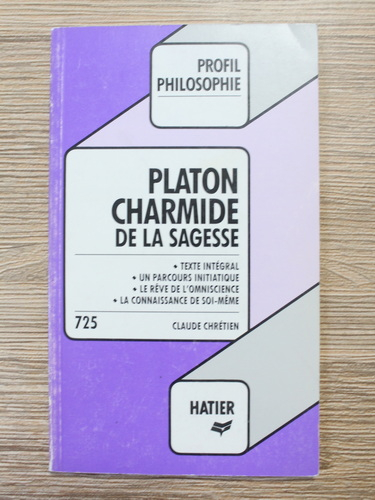 PROFIL
PHILOSOPHIE
PLATON
CHARMIDE
DE LA SAGESSE
• TEXTE INTÉGRAL
• UN PARCOURS INITIATIQUE
• LE RÊVE DE L'OMNISCIENCE
• LA CONNAISSANCE DE SOI-MÊME
725 CLAUDE CHRÉTIEN
HATIER